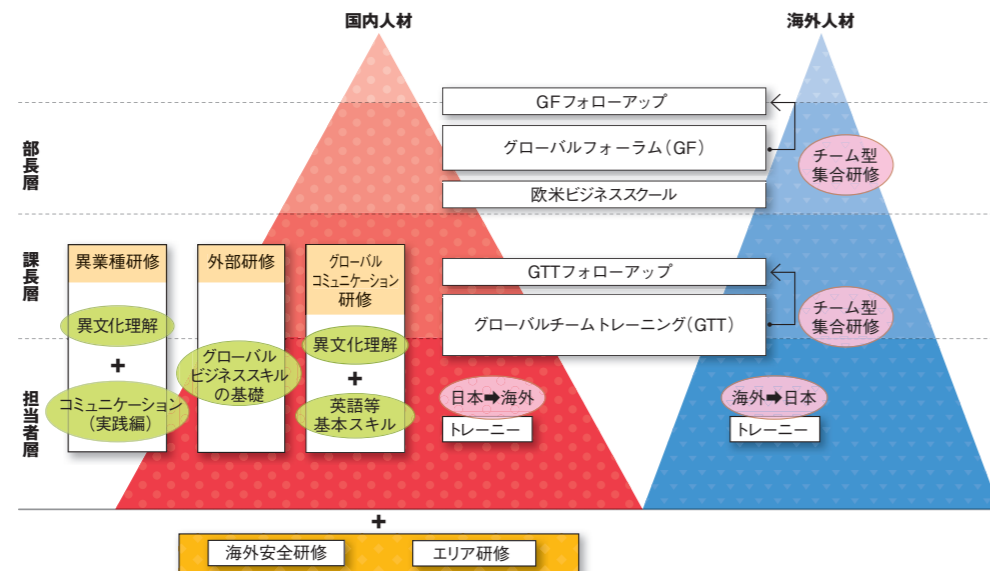 国内人材
海外人材
部長層
GFフォローアップ
グローバルフォーラム（GF）
欧米ビジネススクール
チーム型
集合研修
課長層
異業種研修
異文化理解
+
コミュニケーション
（実践編）
外部研修
グローバル
ビジネススキル
の基礎
グローバル
コミュニケーション
研修
異文化理解
+
英語等
基本スキル
GTTフォローアップ
グローバルチームトレーニング（GTT）
チーム型
集合研修
担当者層
日本➡海外
トレーニー
海外➡日本
トレーニー
+
海外安全研修
エリア研修